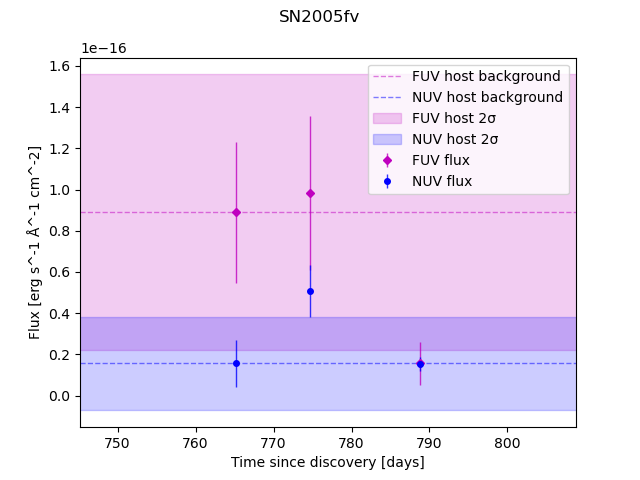 SN2005fv
1e−16
1.6
1.4
1.2
1.0
0.8
0.6
0.4
0.2
0.0
Flux [erg s^-1 Å^-1 cm^-2]
FUV host background
NUV host background
FUV host 2σ
NUV host 2σ
FUV flux
NUV flux
750 760 770 780 790 800
Time since discovery [days]